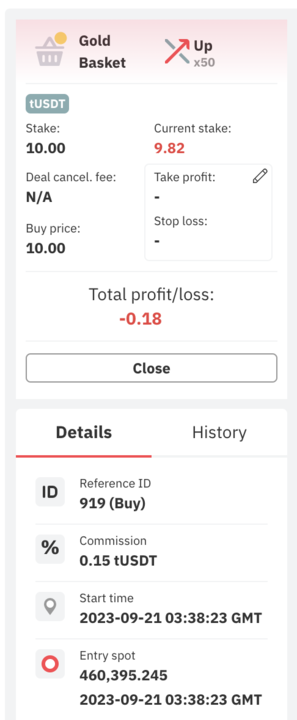 Gold
Basket
Up
x50
tUSDT
Stake:
10.00
Current stake:
9.82
Deal cancel. fee:
N/A
Take profit:
-
Buy price:
10.00
Stop loss:
-
Total profit/loss:
-0.18
Close
Details
History
ID
Reference ID
919 (Buy)
%
Commission
0.15 tUSDT
Start time
2023-09-21 03:38:23 GMT
Entry spot
460,395.245
2023-09-21 03:38:23 GMT